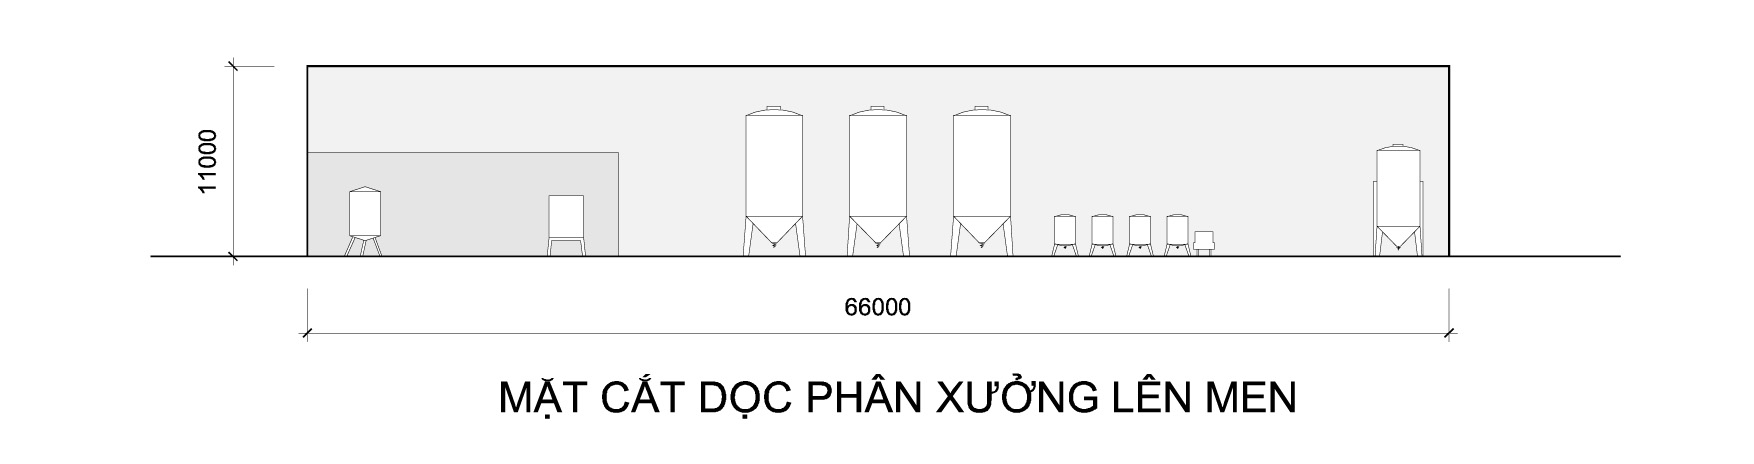 11000
66000
MẶT CẮT DỌC PHÂN XƯỞNG LÊN MEN